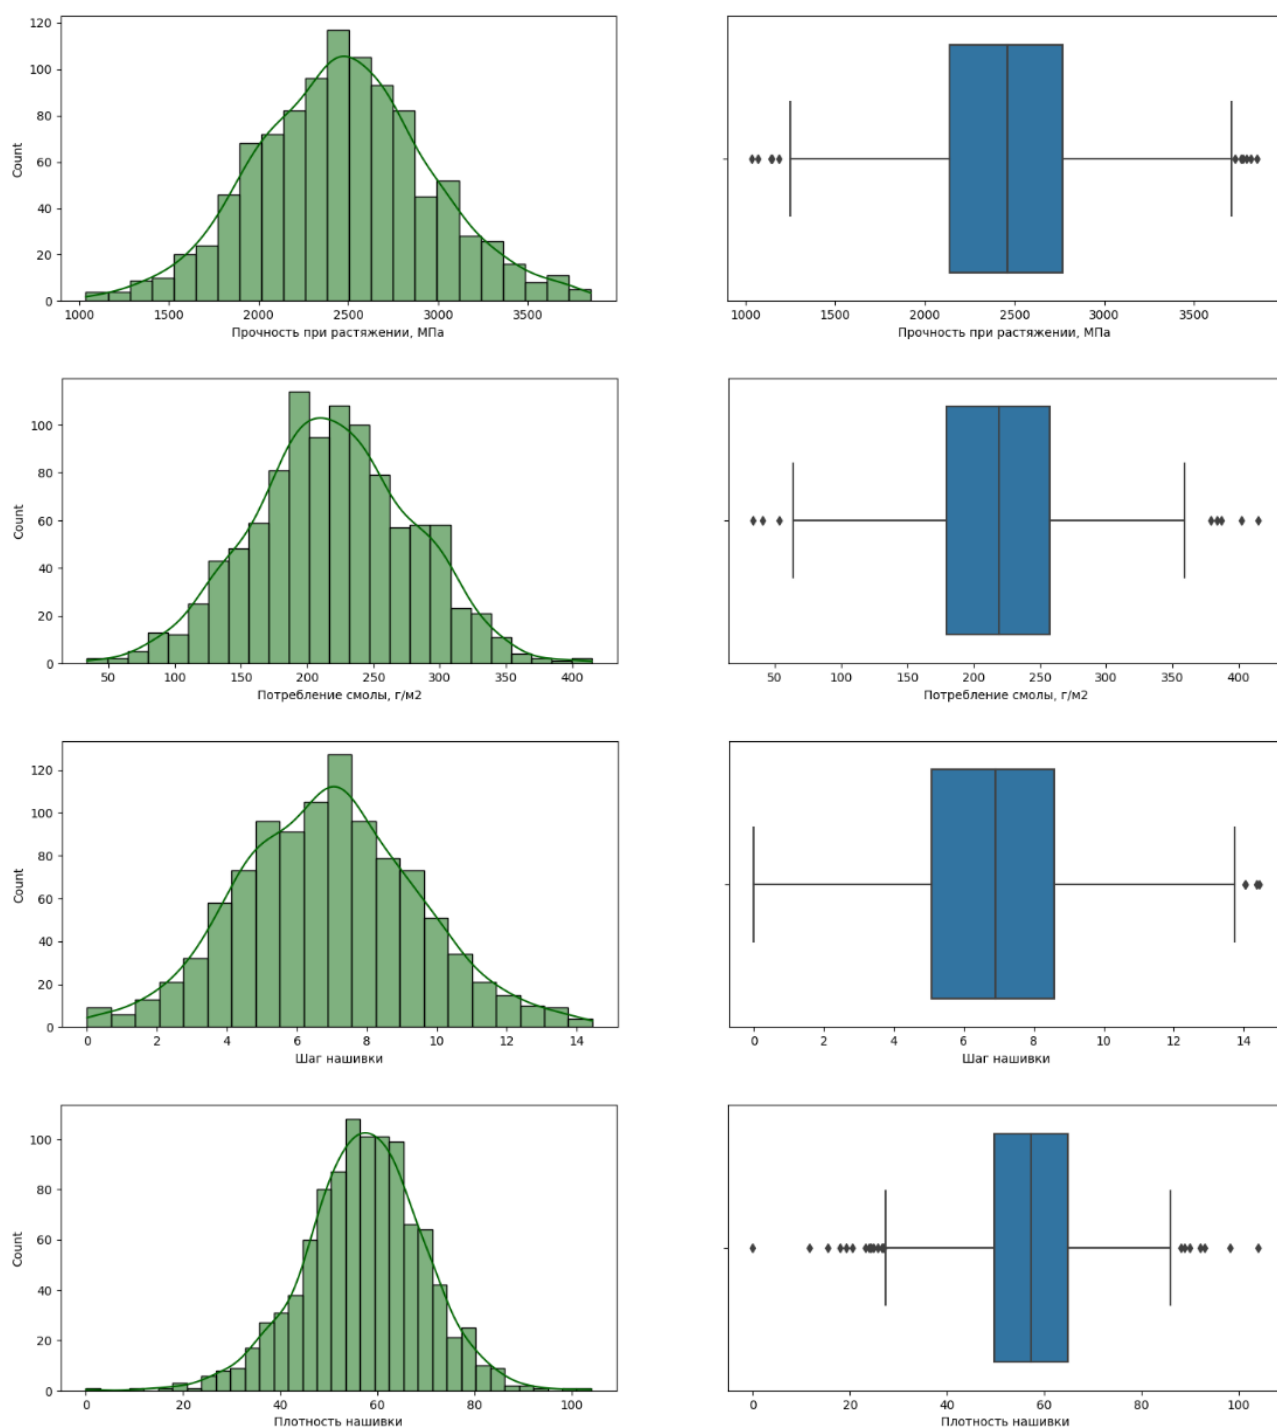 120
100
80
60
40
20
0
Count
1000 1500 2000 2500 3000 3500
Прочность при растяжении, МПа
1000 1500 2000 2500 3000 3500
Прочность при растяжении, МПа
100
80
60
40
20
0
Count
50 100 150 200 250 300 350 400
Потребление смолы, г/м2
50 100 150 200 250 300 350 400
Потребление смолы, г/м2
120
100
80
60
40
20
0
Count
0 2 4 6 8 10 12 14
Шаг нашивки
0 2 4 6 8 10 12 14
Шаг нашивки
100
80
60
40
20
0
Count
0 20 40 60 80 100
Плотность нашивки
0 20 40 60 80 100
Плотность нашивки